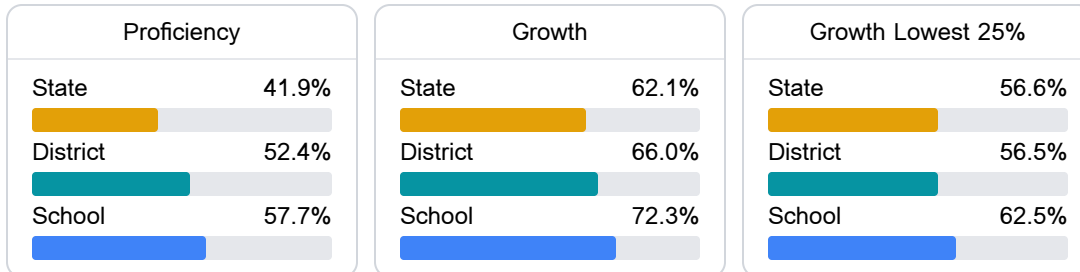 Proficiency
State 41.9%
District 52.4%
School 57.7%
Growth
State 62.1%
District 66.0%
School 72.3%
Growth Lowest 25%
State 56.6%
District 56.5%
School 62.5%